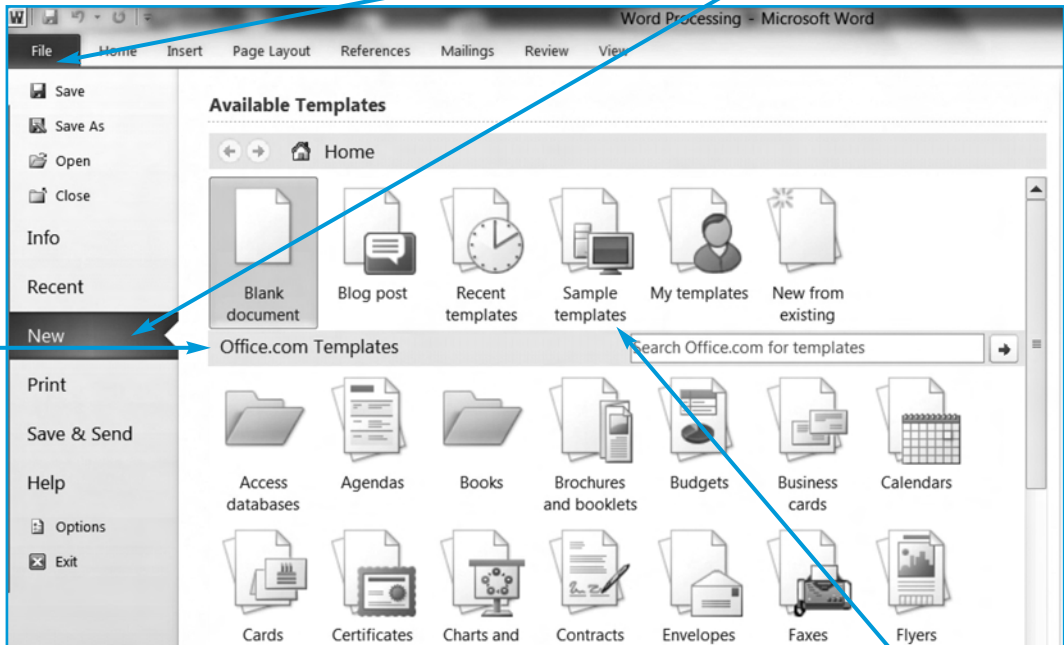 W
Word Processing - Microsoft Word
File Home Insert Page Layout References Mailings Review View
Save
Save As
Open
Close
Info
Recent
New
Print
Save & Send
Help
Options
Exit
Available Templates
Home
Blank document
Blog post
Recent templates
Sample templates
My templates
New from existing
Office.com Templates
Search Office.com for templates
Access databases
Agendas
Books
Brochures and booklets
Budgets
Business cards
Calendars
Cards
Certificates
Charts and
Contracts
Envelopes
Faxes
Flyers